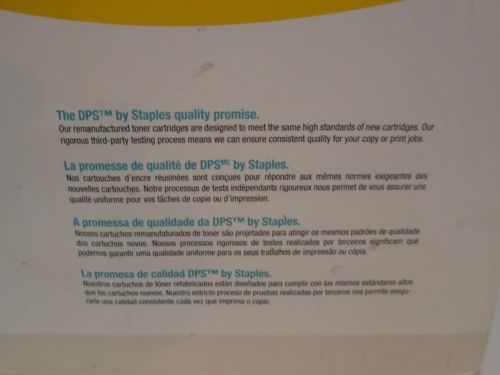 The DPS™ by Staples quality promise.
Our remanufactured toner cartridges are designed to meet the same high standards of new cartridges. Our
rigorous third-party testing process means we can ensure consistent quality for your copy or print jobs.
La promesse de qualité de DPSᴹᶜ by Staples.
Nos cartouches d'encre réusinées sont conçues pour répondre aux mêmes normes exigeantes des
nouvelles cartouches. Notre processus de tests indépendants rigoureux nous permet de vous assurer une
qualité uniforme pour vos tâches de copie ou d'impression.
A promessa de qualidade da DPS™ by Staples.
Nossos cartuchos remanufaturados de toner são projetados para atingir os mesmos padrões de qualidade
dos cartuchos novos. Nossos processos rigorosos de testes realizados por terceiros significam que
podemos garantir uma qualidade uniforme para os seus trabalhos de impressão ou cópia.
La promesa de calidad DPS™ by Staples.
Nuestros cartuchos de tóner refabricados están diseñados para cumplir con los mismos estándares altos
que los cartuchos nuevos. Nuestro estricto proceso de pruebas realizadas por terceros nos permite asegu-
rarle una calidad consistente cada vez que imprima o copie.